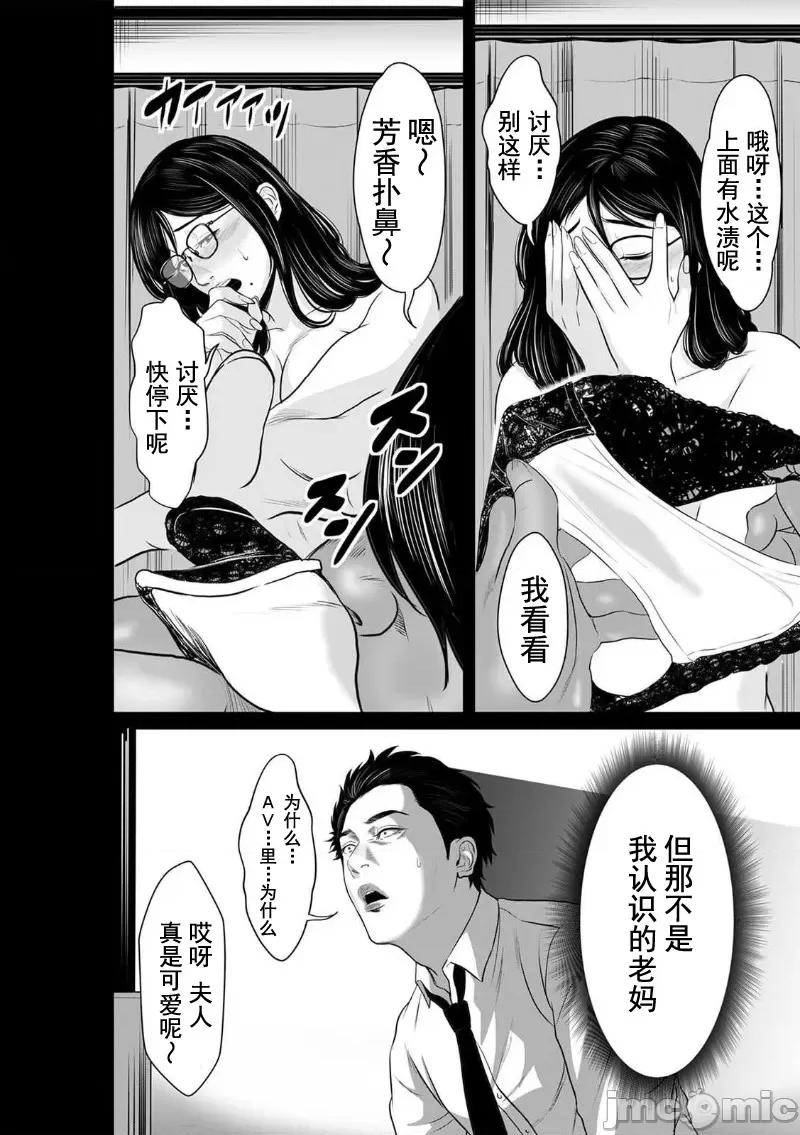 哦呀…这个…
上面有水渍呢
讨厌…
别这样
我看看
嗯～
芳香扑鼻～
カァァァッ
讨厌…
快停下呢
スンスン
但那不是
我认识的老妈
为什么…
AV…里…为什么
哎呀 夫人
真是可爱呢～
jmcomic